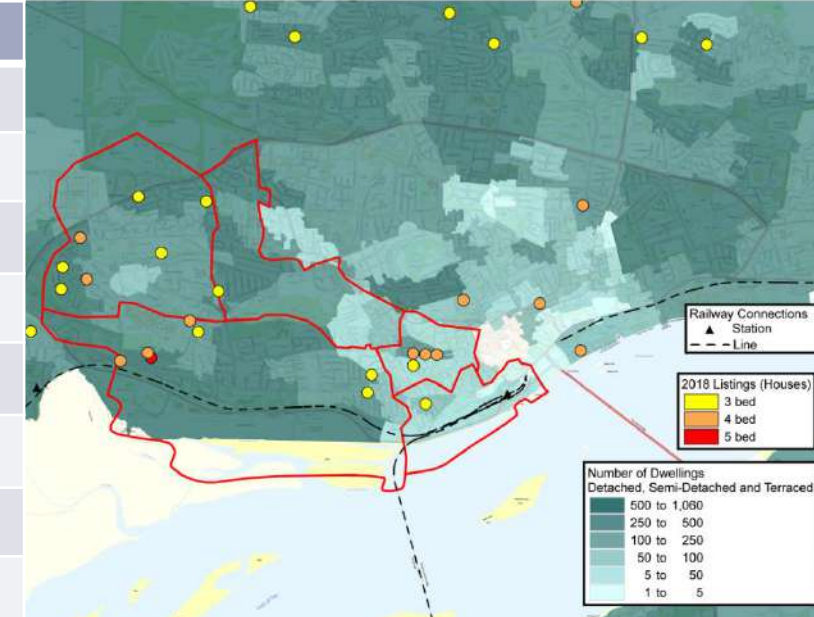 Railway Connections
Station
Line
2018 Listings (Houses)
3 bed
4 bed
5 bed
Number of Dwellings
Detached, Semi-Detached and Terraced
500 to 1,060
250 to 500
100 to 250
50 to 100
5 to 50
1 to 5